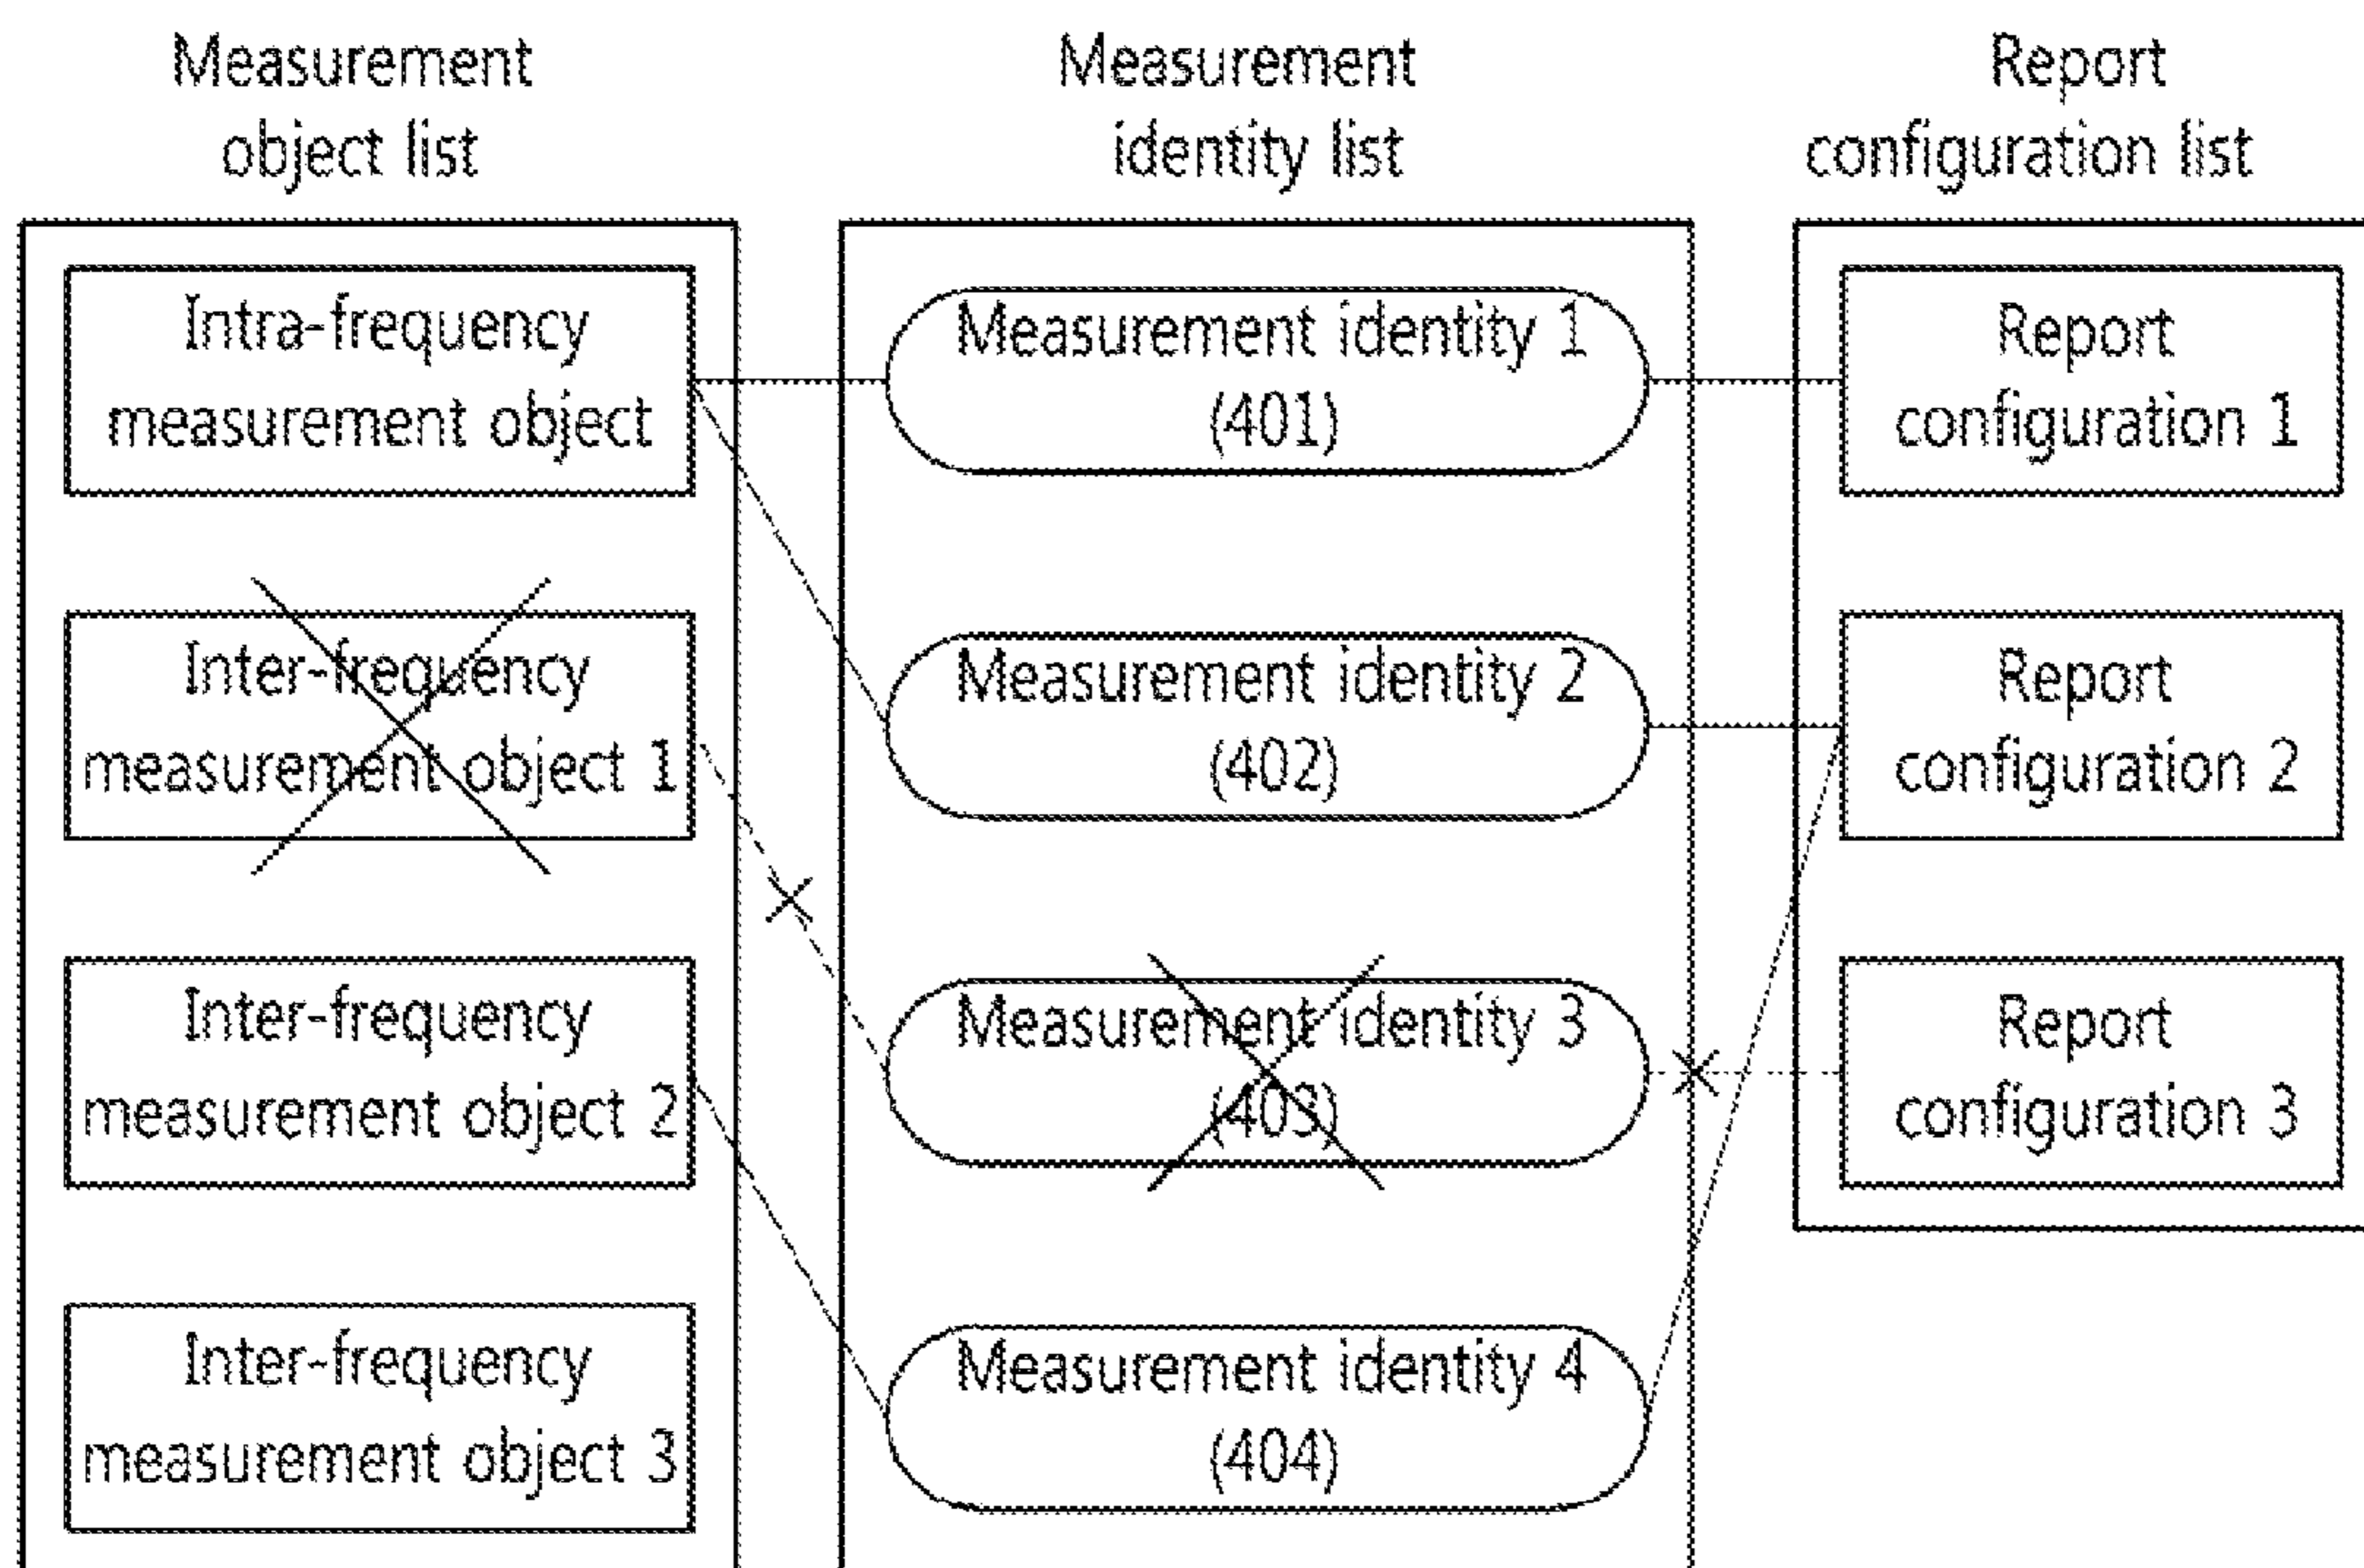 Measurement
object list
Measurement
identity list
Report
configuration list
Intra-frequency
measurement object
Measurement identity 1
(401)
Report
configuration 1
Inter-frequency
measurement object 1
Measurement identity 2
(402)
Report
configuration 2
Inter-frequency
measurement object 2
Measurement identity 3
(403)
Report
configuration 3
Inter-frequency
measurement object 3
Measurement identity 4
(404)